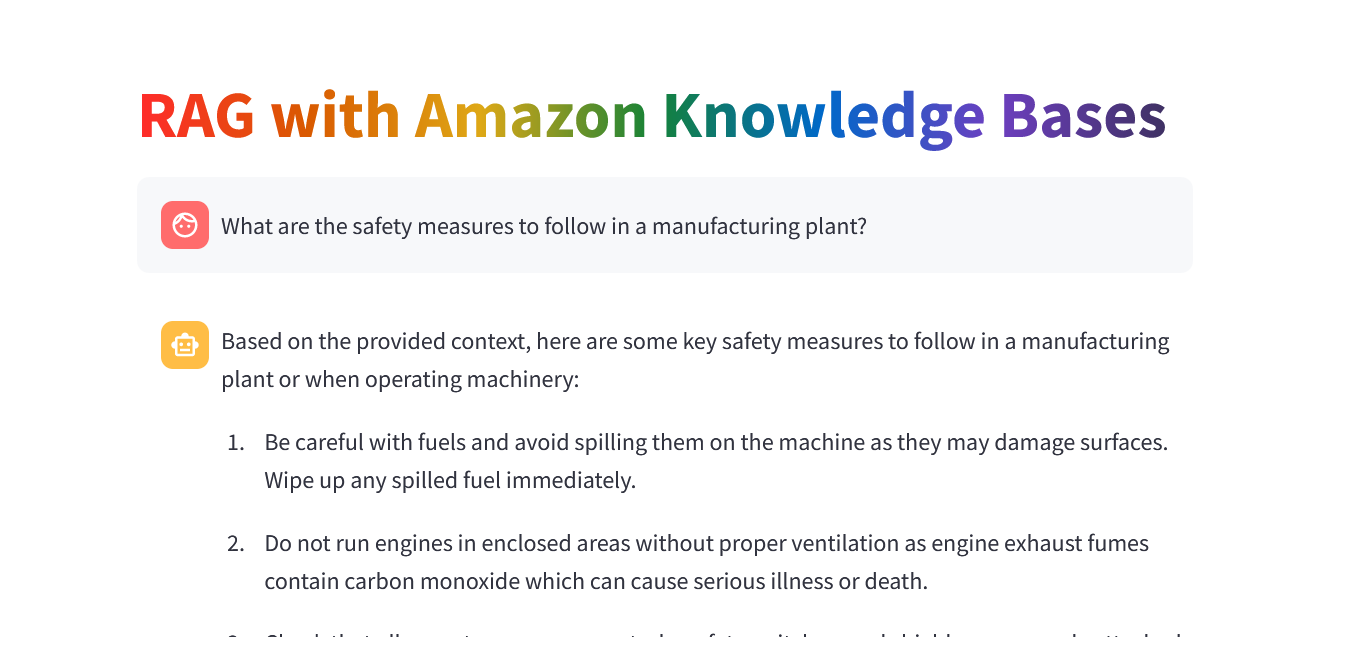 RAG with Amazon Knowledge Bases
What are the safety measures to follow in a manufacturing plant?
Based on the provided context, here are some key safety measures to follow in a manufacturing
plant or when operating machinery:
1. Be careful with fuels and avoid spilling them on the machine as they may damage surfaces.
Wipe up any spilled fuel immediately.
2. Do not run engines in enclosed areas without proper ventilation as engine exhaust fumes
contain carbon monoxide which can cause serious illness or death.